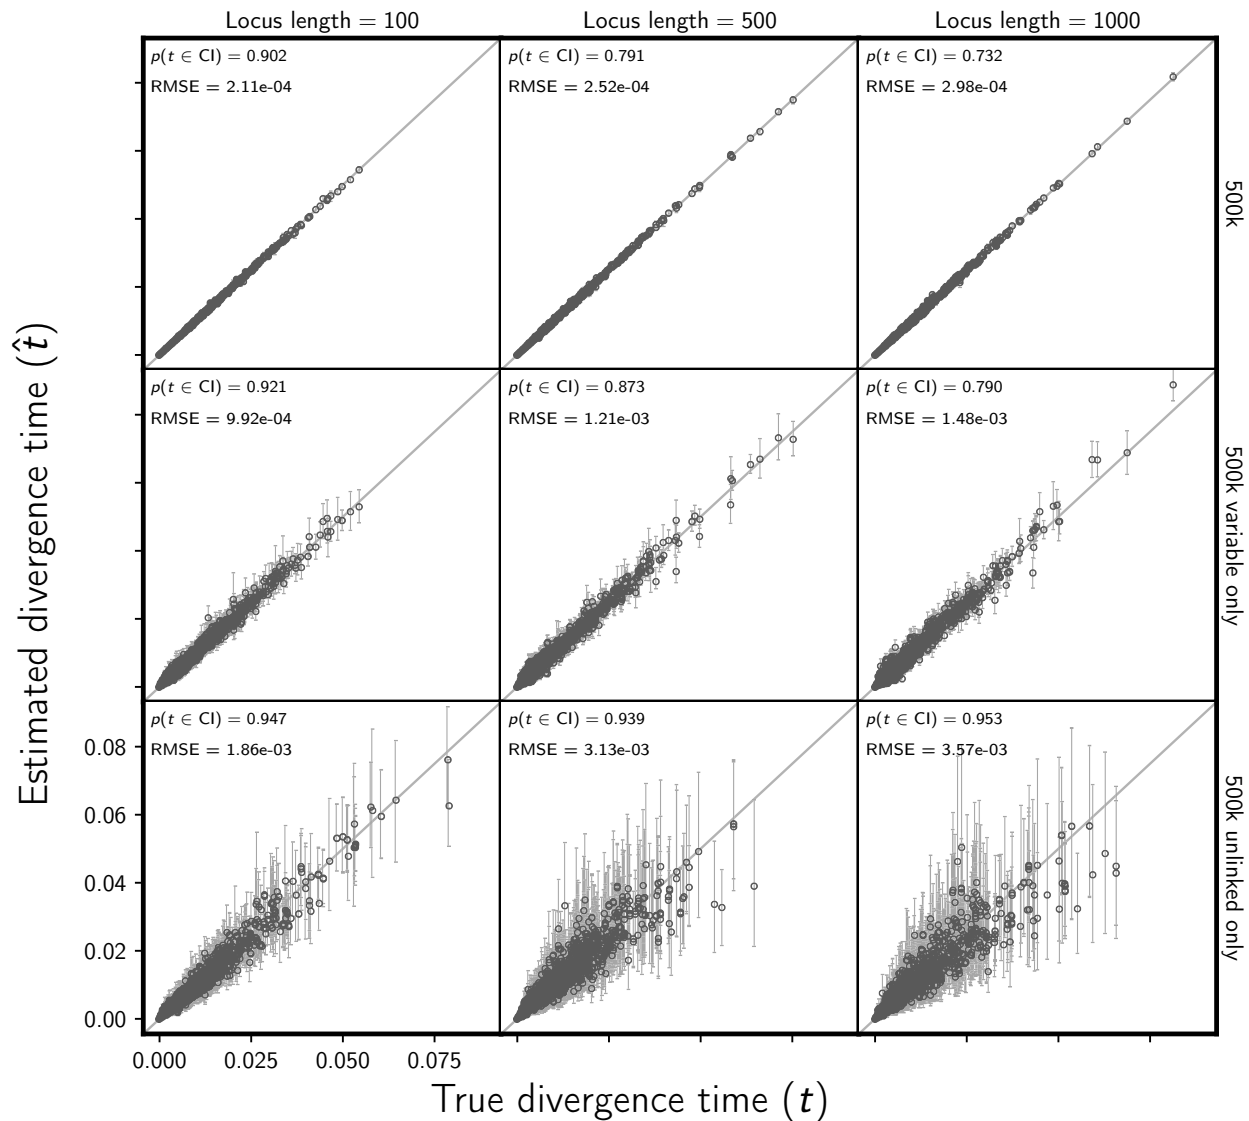 Locus length = 100
Locus length = 500
Locus length = 1000
p(t ∈ CI) = 0.902
RMSE = 2.11e-04
p(t ∈ CI) = 0.791
RMSE = 2.52e-04
p(t ∈ CI) = 0.732
RMSE = 2.98e-04
500k
p(t ∈ CI) = 0.921
RMSE = 9.92e-04
p(t ∈ CI) = 0.873
RMSE = 1.21e-03
p(t ∈ CI) = 0.790
RMSE = 1.48e-03
500k variable only
p(t ∈ CI) = 0.947
RMSE = 1.86e-03
p(t ∈ CI) = 0.939
RMSE = 3.13e-03
p(t ∈ CI) = 0.953
RMSE = 3.57e-03
500k unlinked only
Estimated divergence time (t̂)
0.08
0.06
0.04
0.02
0.00
0.000
0.025
0.050
0.075
True divergence time (t)